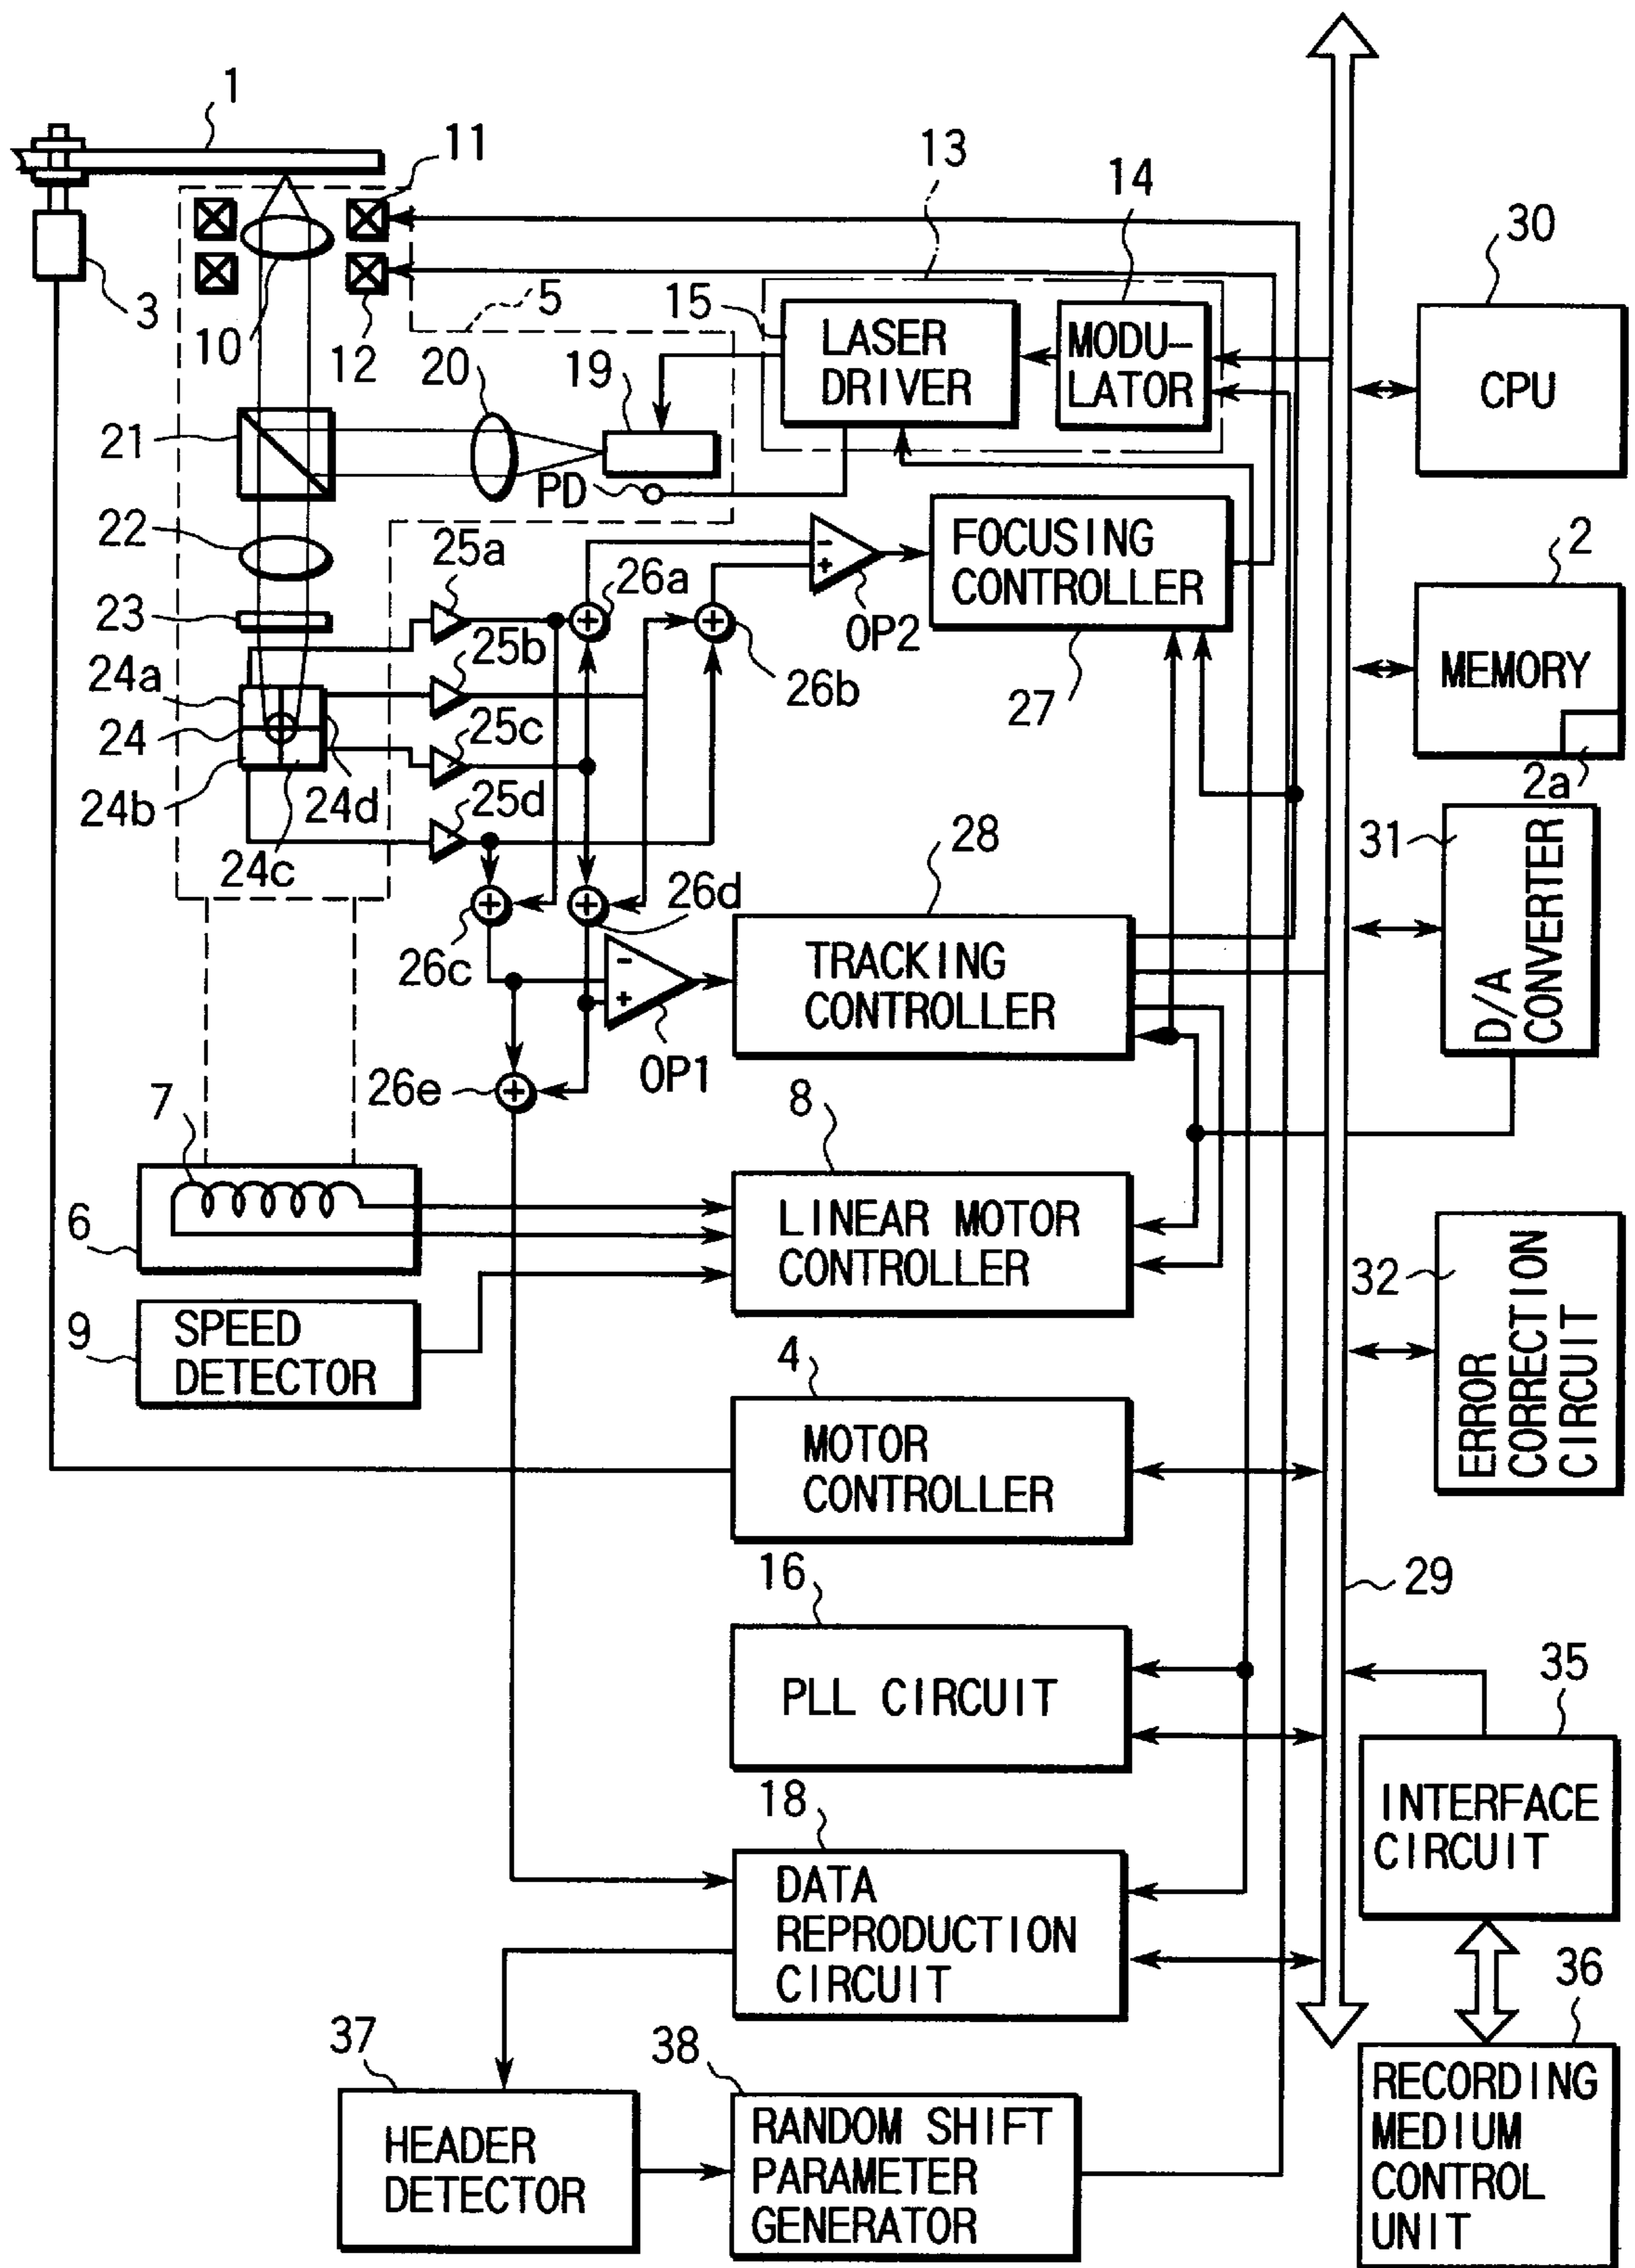 1
11
13
14
30
3
10
12
5
15
LASER
DRIVER
MODU-
LATOR
CPU
20
19
21
PD
22
25a
26a
FOCUSING
CONTROLLER
OP2
2
23
25b
26b
27
MEMORY
2a
24a
24
25c
24b
24d
25d
24c
28
31
D/A
CONVERTER
26d
26c
-
+
-
+
TRACKING
CONTROLLER
OP1
26e
7
8
6
LINEAR MOTOR
CONTROLLER
32
ERROR
CORRECTION
CIRCUIT
9
SPEED
DETECTOR
4
MOTOR
CONTROLLER
16
29
PLL CIRCUIT
35
18
INTERFACE
CIRCUIT
DATA
REPRODUCTION
CIRCUIT
36
37
38
HEADER
DETECTOR
RANDOM SHIFT
PARAMETER
GENERATOR
RECORDING
MEDIUM
CONTROL
UNIT